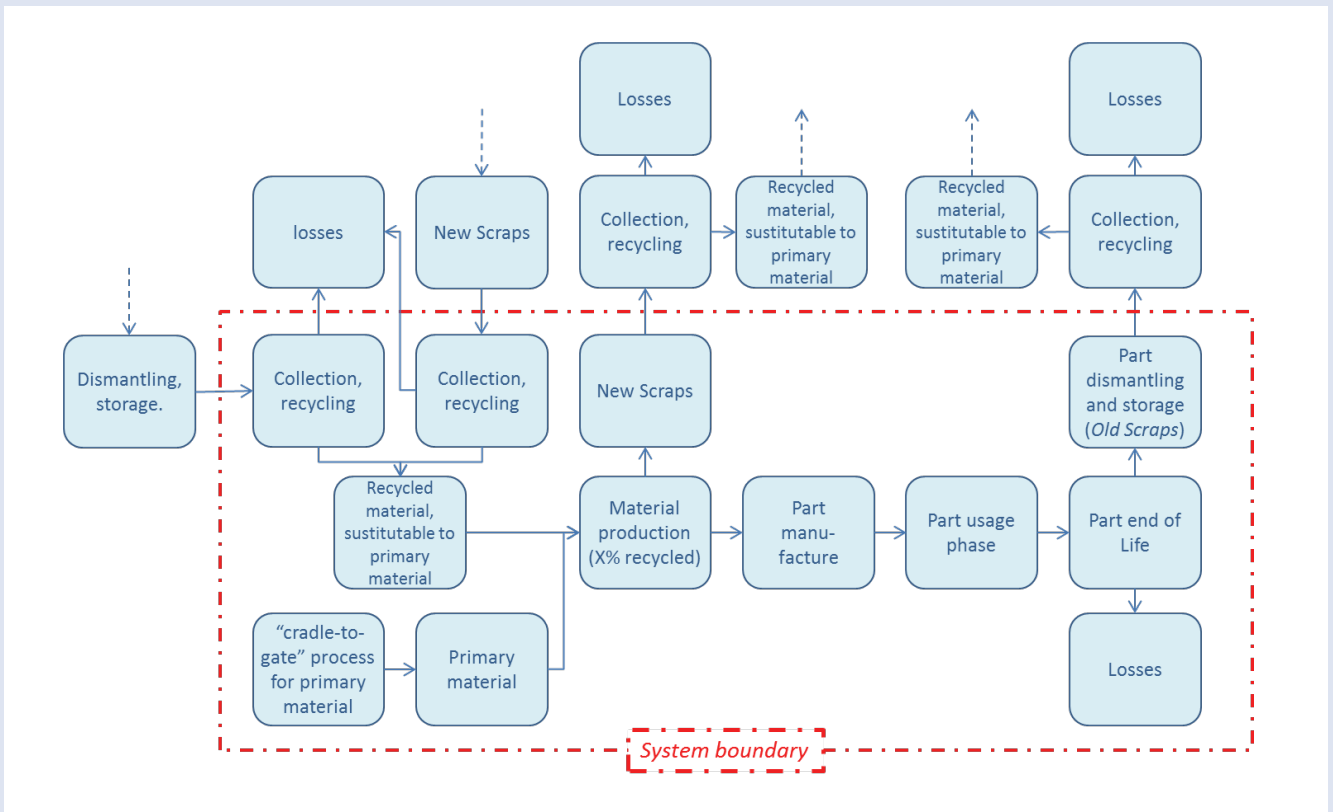 Losses
Losses
losses
New Scraps
Collection,
recycling
Recycled
material,
sustitutable to
primary
material
Recycled
material,
sustitutable to
primary
material
Collection,
recycling
Dismantling,
storage.
Collection,
recycling
Collection,
recycling
New Scraps
Part
dismantling
and storage
(Old Scraps)
Recycled
material,
sustitutable to
primary
material
Material
production
(X% recycled)
Part
manu-
facture
Part usage
phase
Part end of
Life
“cradle-to-
gate” process
for primary
material
Primary
material
Losses
System boundary